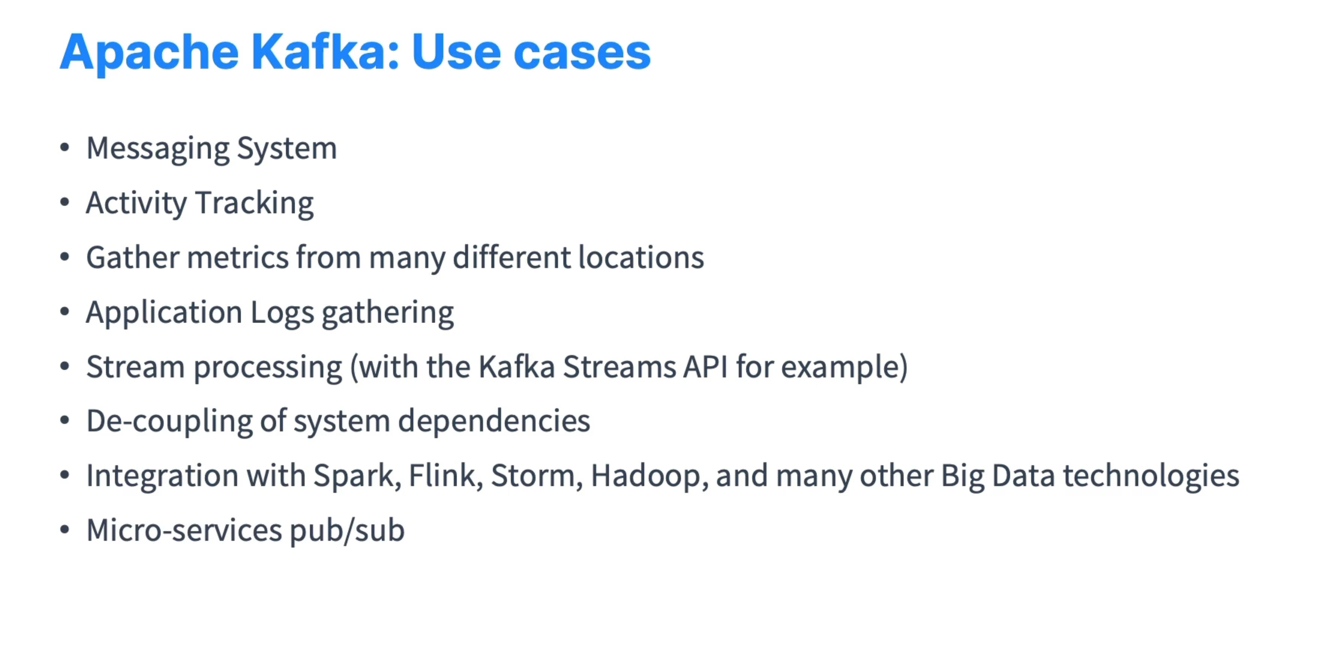 Apache Kafka: Use cases
• Messaging System
• Activity Tracking
• Gather metrics from many different locations
• Application Logs gathering
• Stream processing (with the Kafka Streams API for example)
• De-coupling of system dependencies
• Integration with Spark, Flink, Storm, Hadoop, and many other Big Data technologies
• Micro-services pub/sub